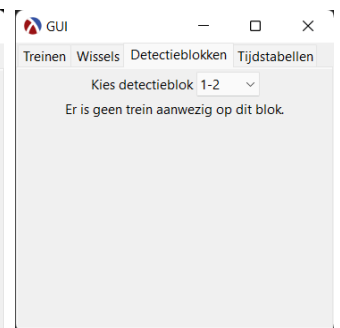 GUI
Treinen Wissels Detectieblokken Tijdstabellen
Kies detectieblok 1-2
Er is geen trein aanwezig op dit blok.